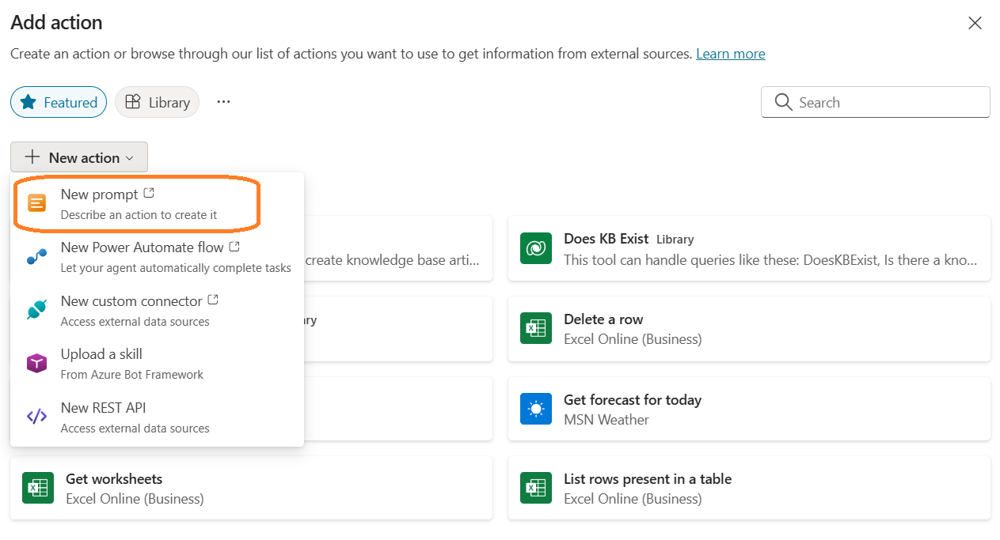 Add action
Create an action or browse through our list of actions you want to use to get information from external sources. Learn more
Featured
Library
Search
New action
New prompt
Describe an action to create it
New Power Automate flow
Let your agent automatically complete tasks
New custom connector
Access external data sources
Upload a skill
From Azure Bot Framework
New REST API
Access external data sources
create knowledge base arti...
Does KB Exist Library
This tool can handle queries like these: DoesKBExist, Is there a kno...
Delete a row
Excel Online (Business)
Get forecast for today
MSN Weather
Get worksheets
Excel Online (Business)
List rows present in a table
Excel Online (Business)